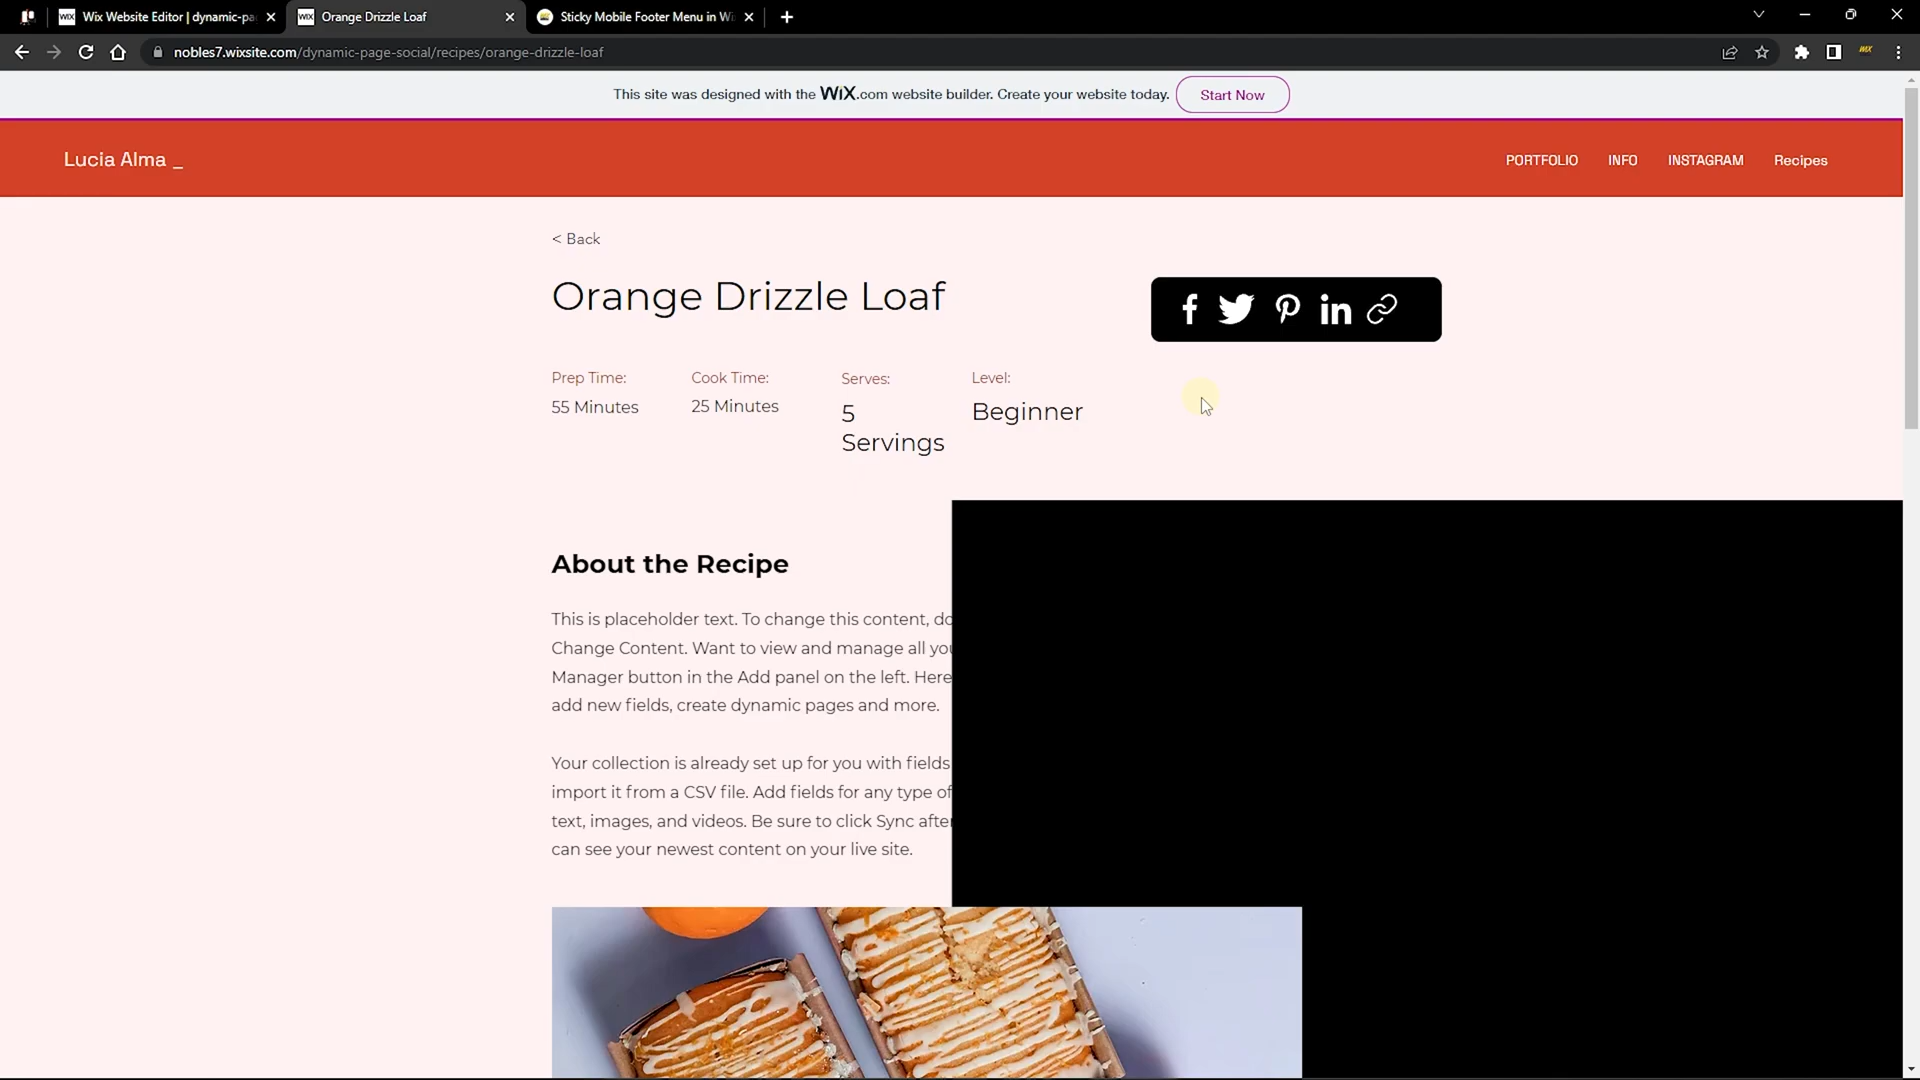 Wix Website Editor | dynamic-pa
Orange Drizzle Loaf
Sticky Mobile Footer Menu in Wi
nobles7.wixsite.com/dynamic-page-social/recipes/orange-drizzle-loaf
This site was designed with the WiX.com website builder. Create your website today. Start Now
Lucia Alma _
PORTFOLIO INFO INSTAGRAM Recipes
< Back
Orange Drizzle Loaf
Prep Time: Cook Time: Serves: Level:
55 Minutes 25 Minutes 5 Beginner
Servings
About the Recipe
This is placeholder text. To change this content, do
Change Content. Want to view and manage all you
Manager button in the Add panel on the left. Here
add new fields, create dynamic pages and more.
Your collection is already set up for you with fields
import it from a CSV file. Add fields for any type of
text, images, and videos. Be sure to click Sync after
can see your newest content on your live site.